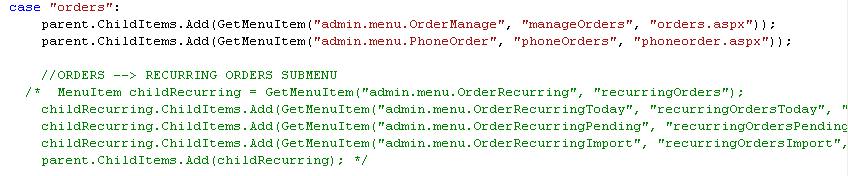 case "orders":
parent.ChildItems.Add(GetMenuItem("admin.menu.OrderManage", "manageOrders", "orders.aspx"));
parent.ChildItems.Add(GetMenuItem("admin.menu.PhoneOrder", "phoneOrders", "phoneorder.aspx"));
//ORDERS --> RECURRING ORDERS SUBMENU
/*  MenuItem childRecurring = GetMenuItem("admin.menu.OrderRecurring", "recurringOrders");
childRecurring.ChildItems.Add(GetMenuItem("admin.menu.OrderRecurringToday", "recurringOrdersToday", "
childRecurring.ChildItems.Add(GetMenuItem("admin.menu.OrderRecurringPending", "recurringOrdersPending
childRecurring.ChildItems.Add(GetMenuItem("admin.menu.OrderRecurringImport", "recurringOrdersImport",
parent.ChildItems.Add(childRecurring); */